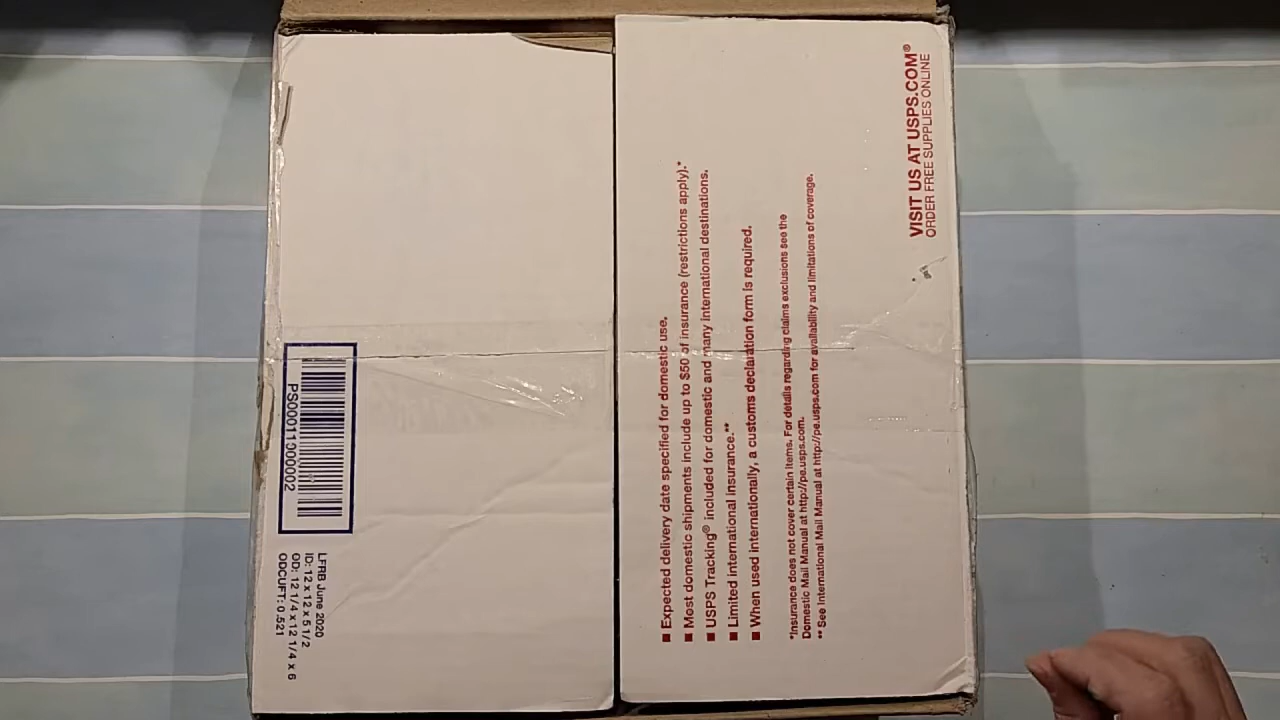 PS00011000002
LFRB June 2020
ID: 12 x 12 x 5 1/2
OD: 12 1/4 x 12 1/4 x 6
ODCUFT: 0.521
■ Expected delivery date specified for domestic use.
■ Most domestic shipments include up to $50 of insurance (restrictions apply).*
■ USPS Tracking® included for domestic and many international destinations.
■ Limited international insurance.**
■ When used internationally, a customs declaration form is required.
*Insurance does not cover certain items. For details regarding claims exclusions see the
Domestic Mail Manual at http://pe.usps.com.
** See International Mail Manual at http://pe.usps.com for availability and limitations of coverage.
VISIT US AT USPS.COM®
ORDER FREE SUPPLIES ONLINE